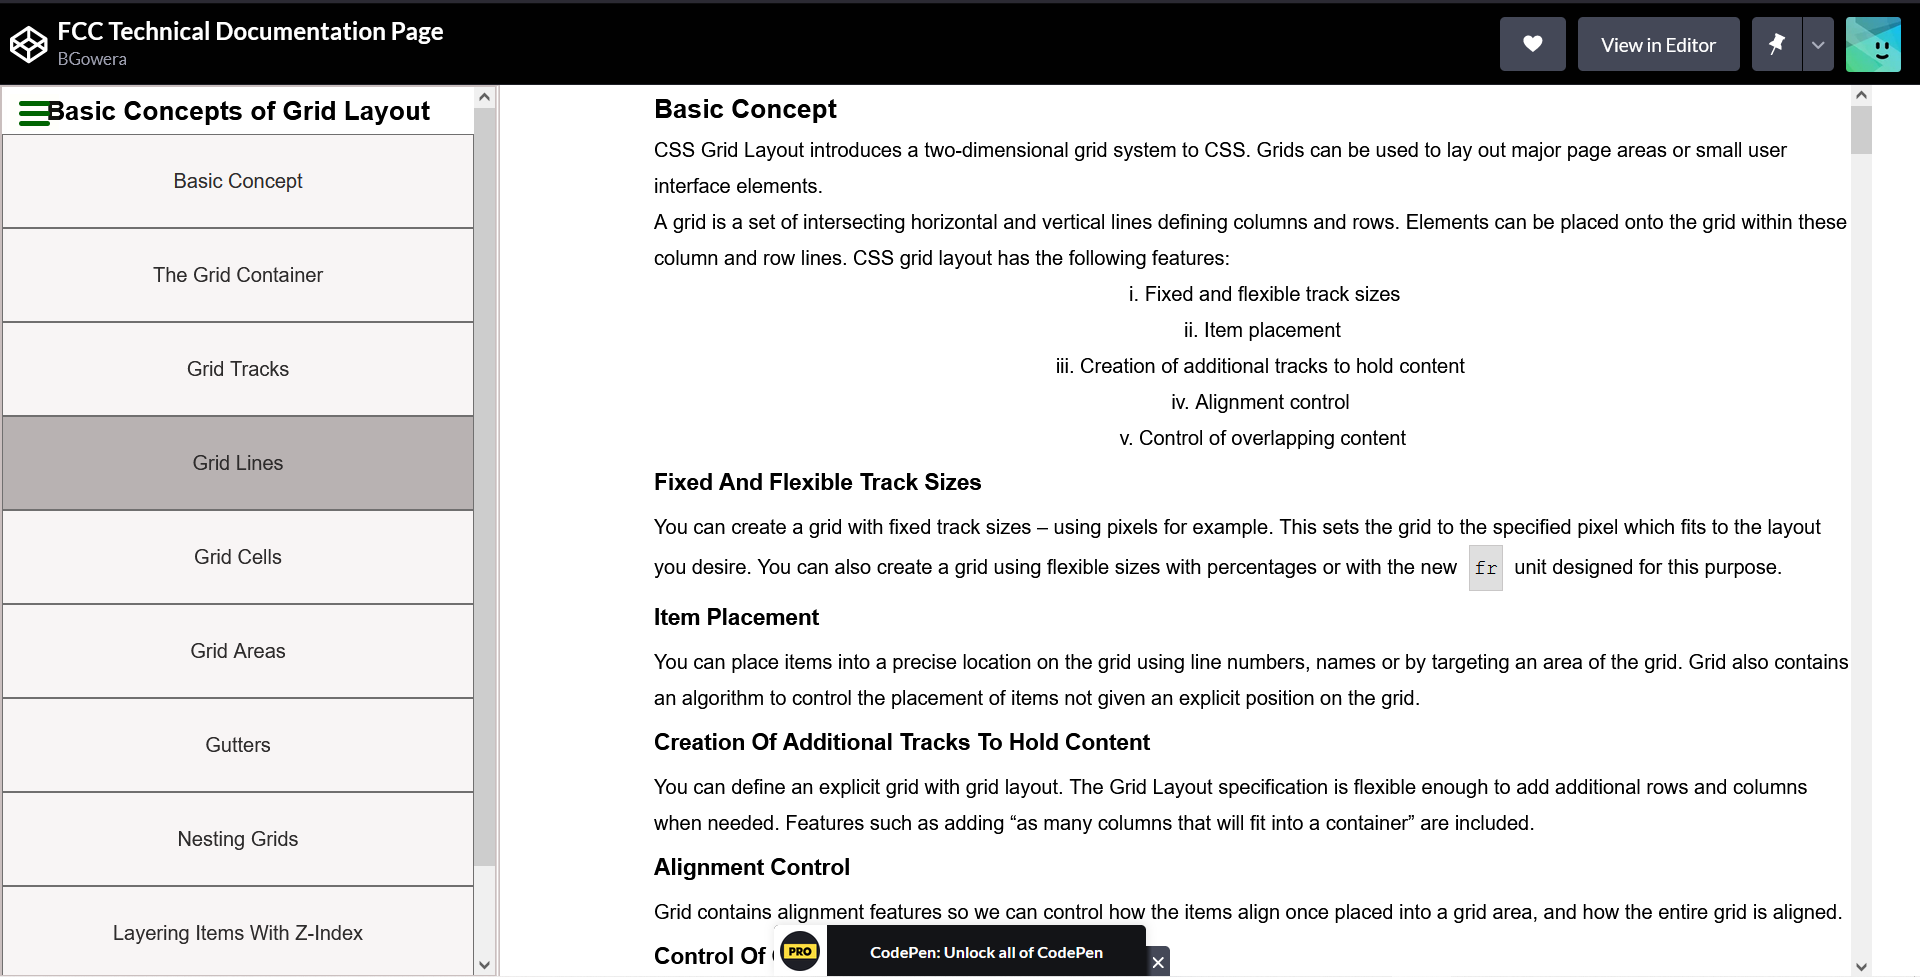 FCC Technical Documentation Page
BGowera
View in Editor
Basic Concepts of Grid Layout
Basic Concept
The Grid Container
Grid Tracks
Grid Lines
Grid Cells
Grid Areas
Gutters
Nesting Grids
Layering Items With Z-Index
Basic Concept
CSS Grid Layout introduces a two-dimensional grid system to CSS. Grids can be used to lay out major page areas or small user
interface elements.
A grid is a set of intersecting horizontal and vertical lines defining columns and rows. Elements can be placed onto the grid within these
column and row lines. CSS grid layout has the following features:
i. Fixed and flexible track sizes
ii. Item placement
iii. Creation of additional tracks to hold content
iv. Alignment control
v. Control of overlapping content
Fixed And Flexible Track Sizes
You can create a grid with fixed track sizes – using pixels for example. This sets the grid to the specified pixel which fits to the layout
you desire. You can also create a grid using flexible sizes with percentages or with the new fr unit designed for this purpose.
Item Placement
You can place items into a precise location on the grid using line numbers, names or by targeting an area of the grid. Grid also contains
an algorithm to control the placement of items not given an explicit position on the grid.
Creation Of Additional Tracks To Hold Content
You can define an explicit grid with grid layout. The Grid Layout specification is flexible enough to add additional rows and columns
when needed. Features such as adding “as many columns that will fit into a container” are included.
Alignment Control
Grid contains alignment features so we can control how the items align once placed into a grid area, and how the entire grid is aligned.
Control Of
PRO
CodePen: Unlock all of CodePen